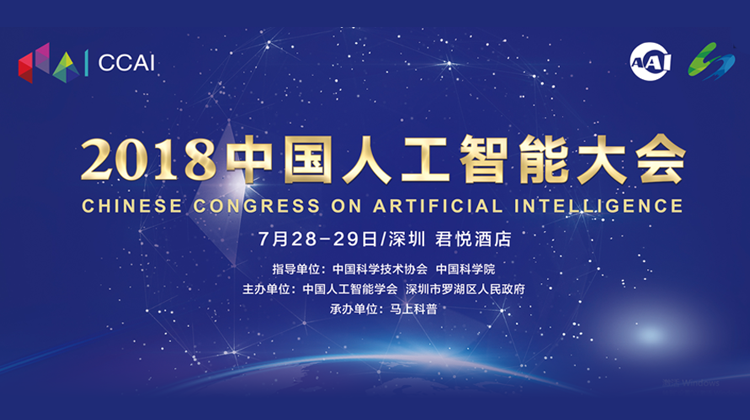 CCAI
CAAI
2018中国人工智能大会
CHINESE CONGRESS ON ARTIFICIAL INTELLIGENCE
7月28-29日/深圳 君悦酒店
指导单位：中国科学技术协会 中国科学院
主办单位：中国人工智能学会 深圳市罗湖区人民政府
承办单位：马上科普